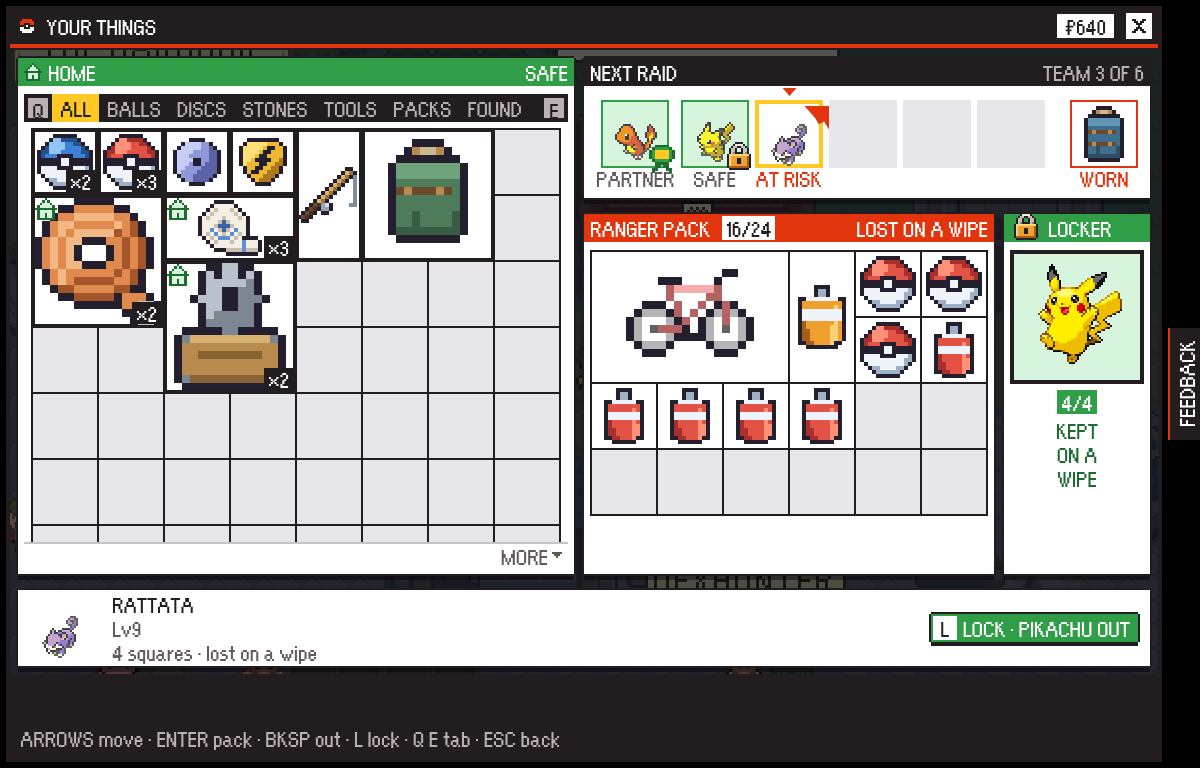 YOUR THINGS
₽640 X
HOME SAFE
Q ALL BALLS DISCS STONES TOOLS PACKS FOUND E
×2 ×3
×3
×2
×2
MORE
NEXT RAID TEAM 3 OF 6
PARTNER SAFE AT RISK WORN
RANGER PACK 16/24 LOST ON A WIPE
LOCKER
4/4
KEPT
ON A
WIPE
FEEDBACK
RATTATA
Lv9
4 squares · lost on a wipe
L LOCK · PIKACHU OUT
ARROWS move · ENTER pack · BKSP out · L lock · Q E tab · ESC back